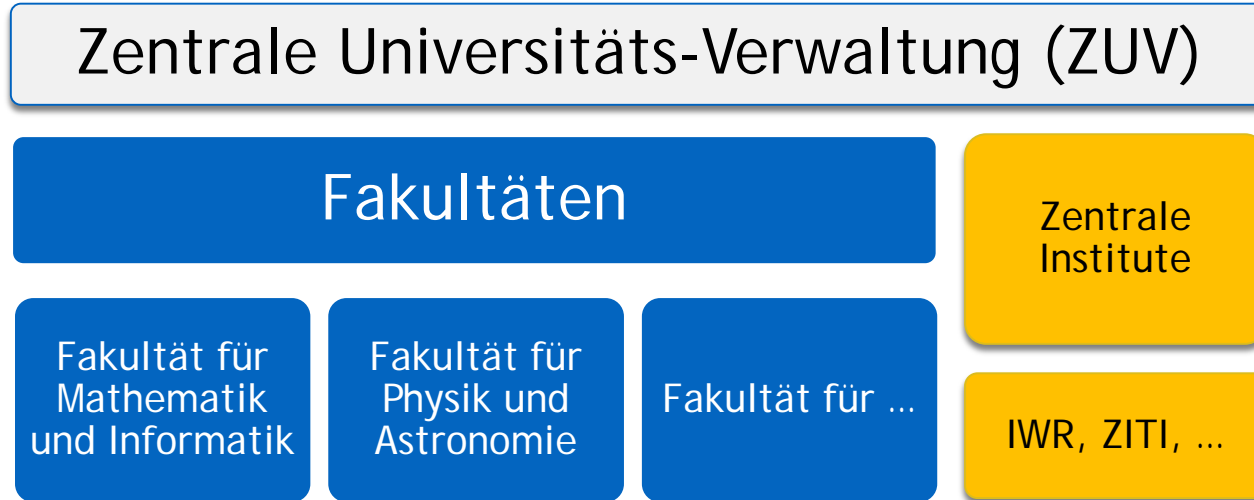 Zentrale Universitäts-Verwaltung (ZUV)
Fakultäten
Zentrale
Institute
Fakultät für
Mathematik
und Informatik
Fakultät für
Physik und
Astronomie
Fakultät für ...
IWR, ZITI, ...